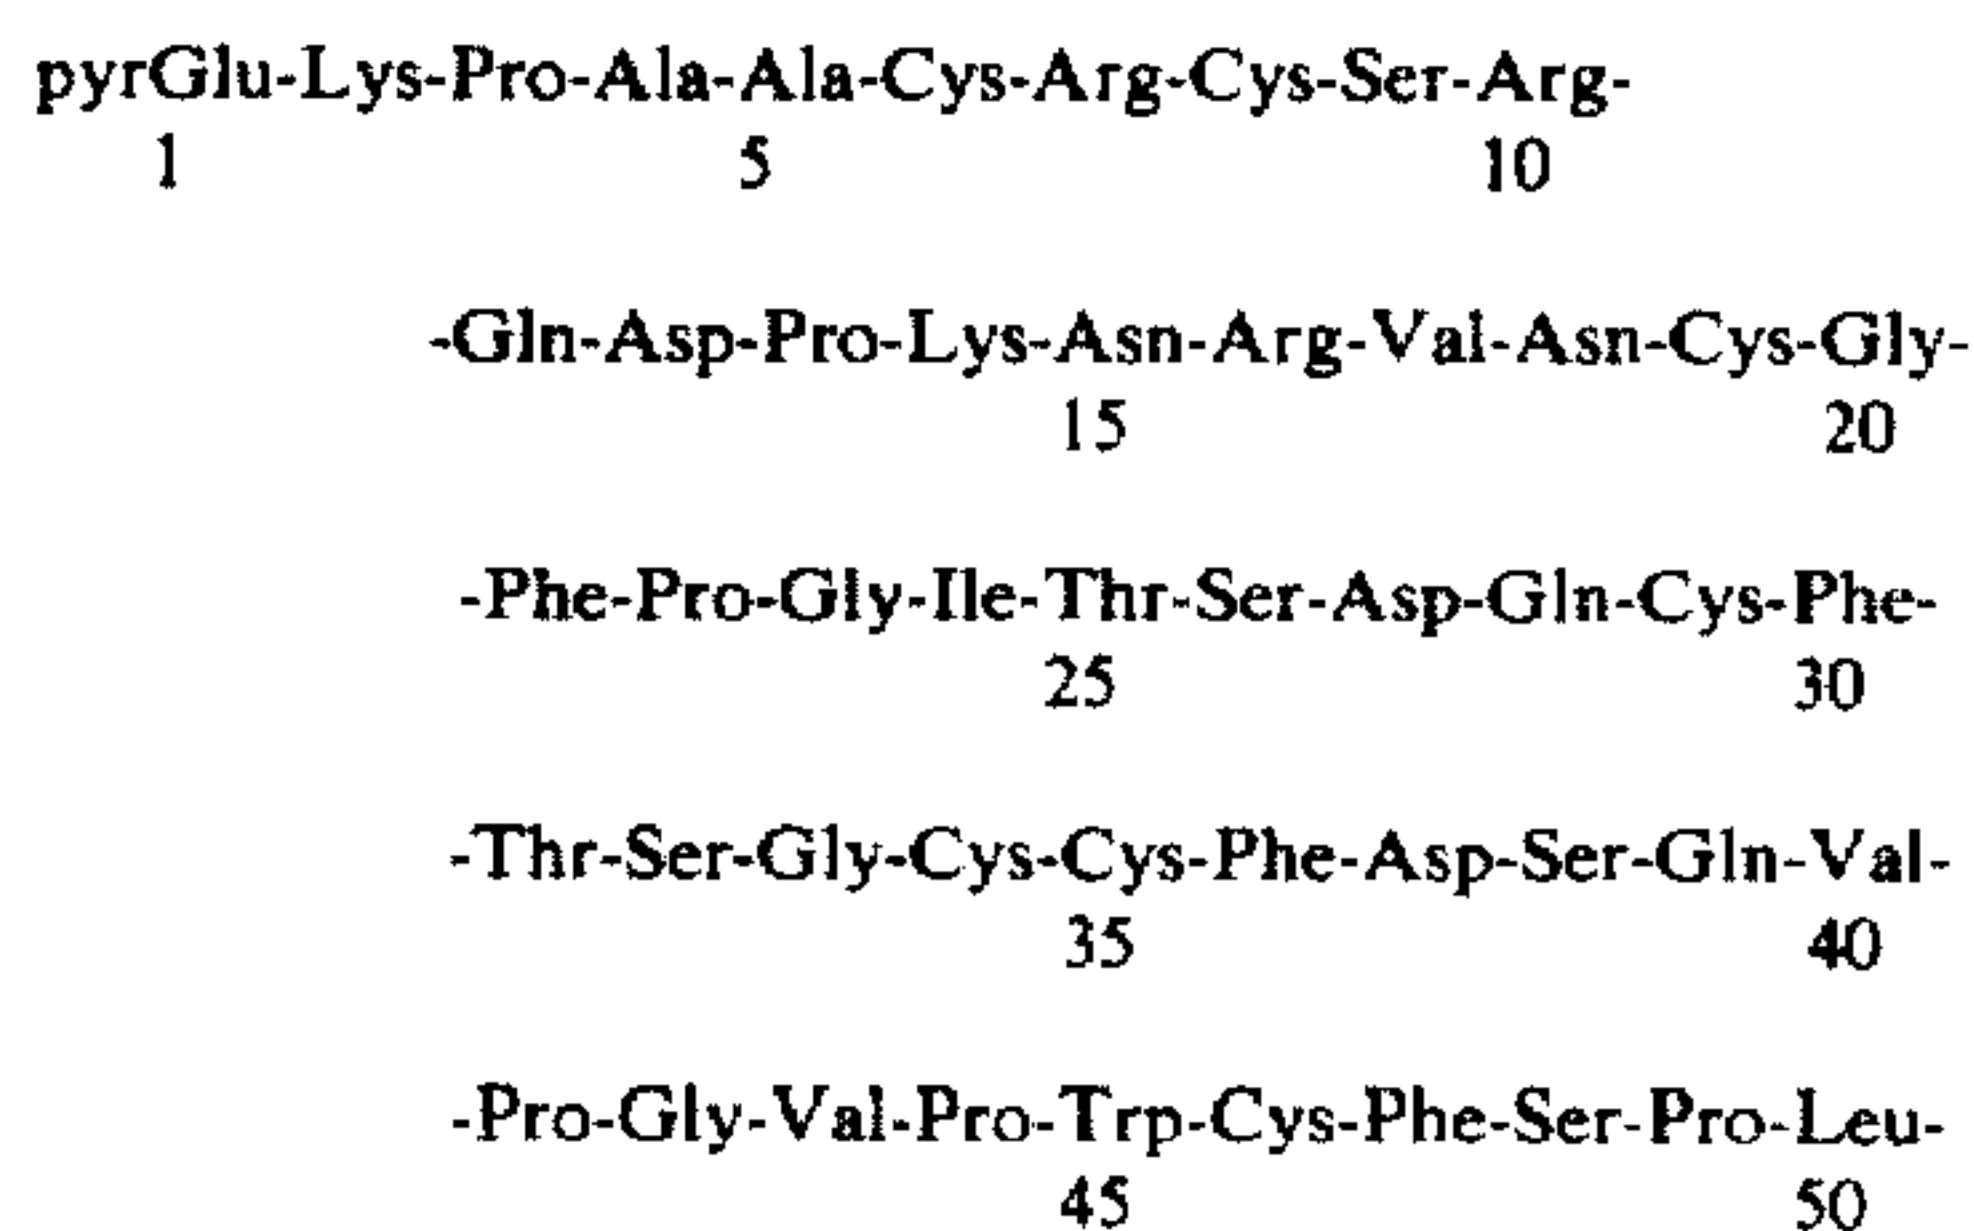 pyrGlu-Lys-Pro-Ala-Ala-Cys-Arg-Cys-Ser-Arg-
1 5 10
-Gln-Asp-Pro-Lys-Asn-Arg-Val-Asn-Cys-Gly-
15 20
-Phe-Pro-Gly-Ile-Thr-Ser-Asp-Gln-Cys-Phe-
25 30
-Thr-Ser-Gly-Cys-Cys-Phe-Asp-Ser-Gln-Val-
35 40
-Pro-Gly-Val-Pro-Trp-Cys-Phe-Ser-Pro-Leu-
45 50